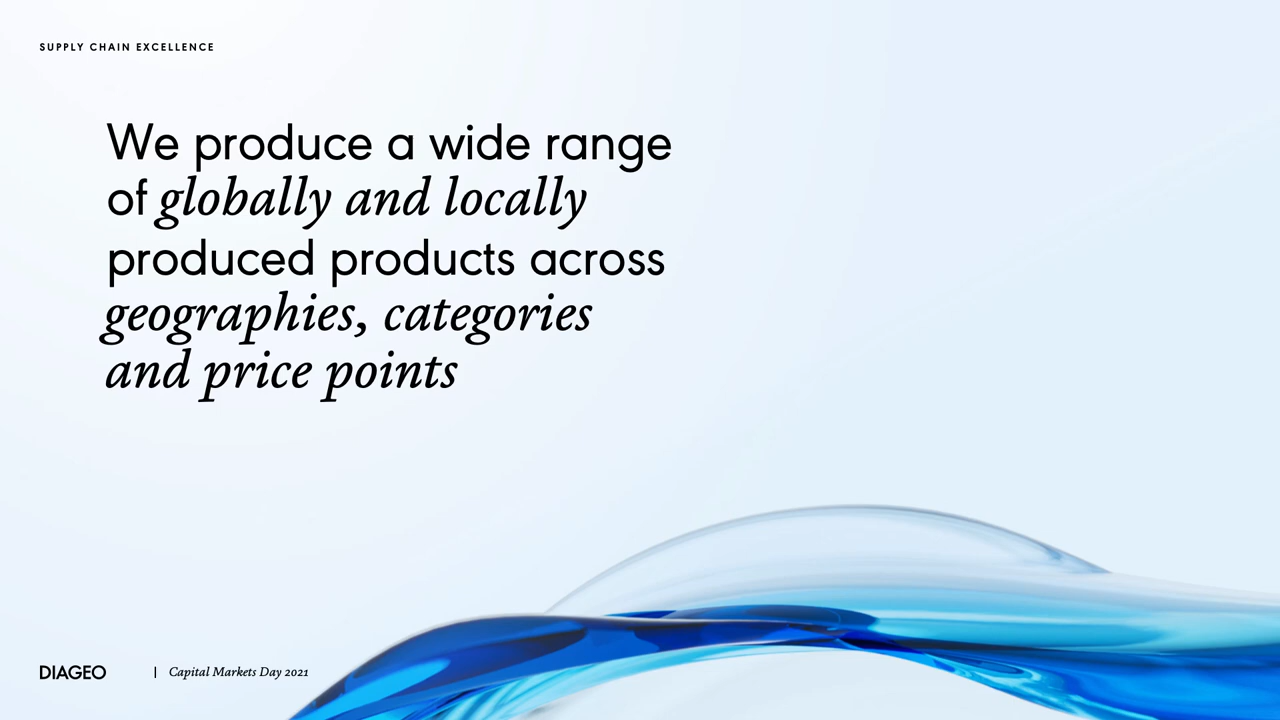 SUPPLY CHAIN EXCELLENCE
We produce a wide range
of globally and locally
produced products across
geographies, categories
and price points
DIAGEO | Capital Markets Day 2021